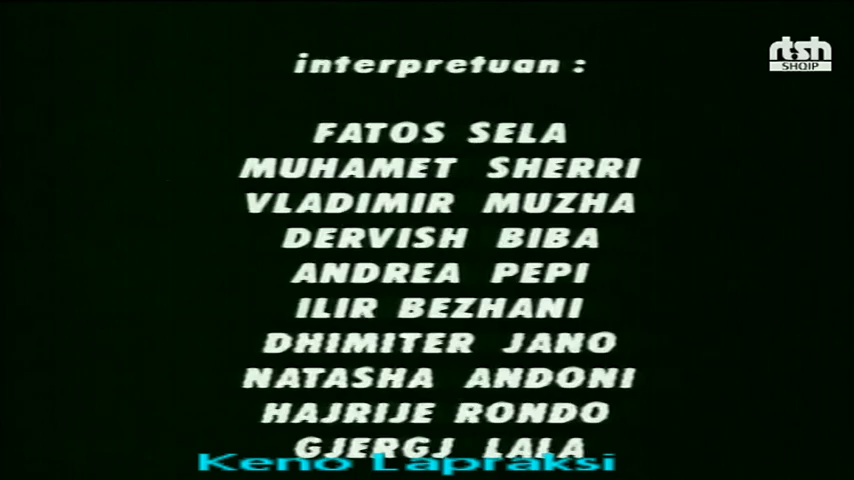 interpretuan :
rtsh
SHQIP
FATOS SELA
MUHAMET SHERRI
VLADIMIR MUZHA
DERVISH BIBA
ANDREA PEPI
ILIR BEZHANI
DHIMITER JANO
NATASHA ANDONI
HAJRIJE RONDO
GJERGJ LALA
Keno Lapraksi